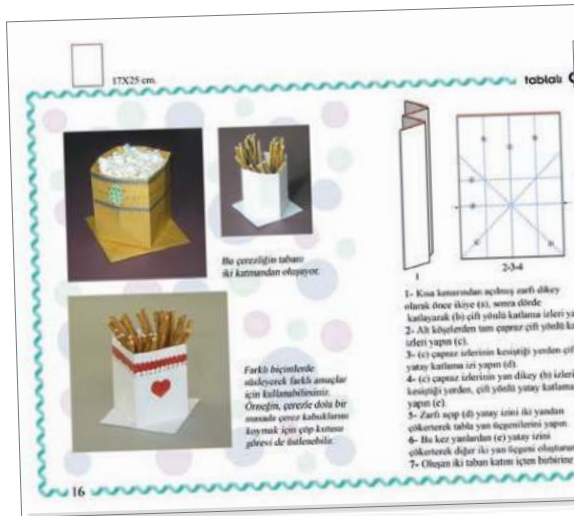 17X25 cm.
tablalı
Bu çerezliğin tabanı
iki katmandan oluşuyor.
Farklı biçimlerde
süsleyerek farklı amaçlar
için kullanabilirsiniz.
Örneğin, çerezle dolu bir
masada çerez kabuklarını
koymak için çöp kutusu
görevi de üstlenebilir.
16
1
2-3-4
1- Kısa kenarından açılmış zarfı dikey
olarak önce ikiye (a), sonra dörde
katlayarak (b) çift yönlü katlama izleri
2- Alt köşelerden tam çapraz çift yönlü
izleri yapın (c).
3- (c) çapraz izlerinin kesiştiği yerden
yatay katlama izi yapın (d).
4- (c) çapraz izlerinin yan dikey (b) izleri
kesiştiği yerden, çift yönlü yatay katlama
yapın (e)
5- Zarfı açıp (d) yatay izini iki yandan
çökerterek tabla yan üçgenlerini yapın.
6- Bu kez yanlardan (e) yatay izini
çökerterek diğer iki yan üçgeni oluşturun
7- Oluşan iki taban katını içten birbirine